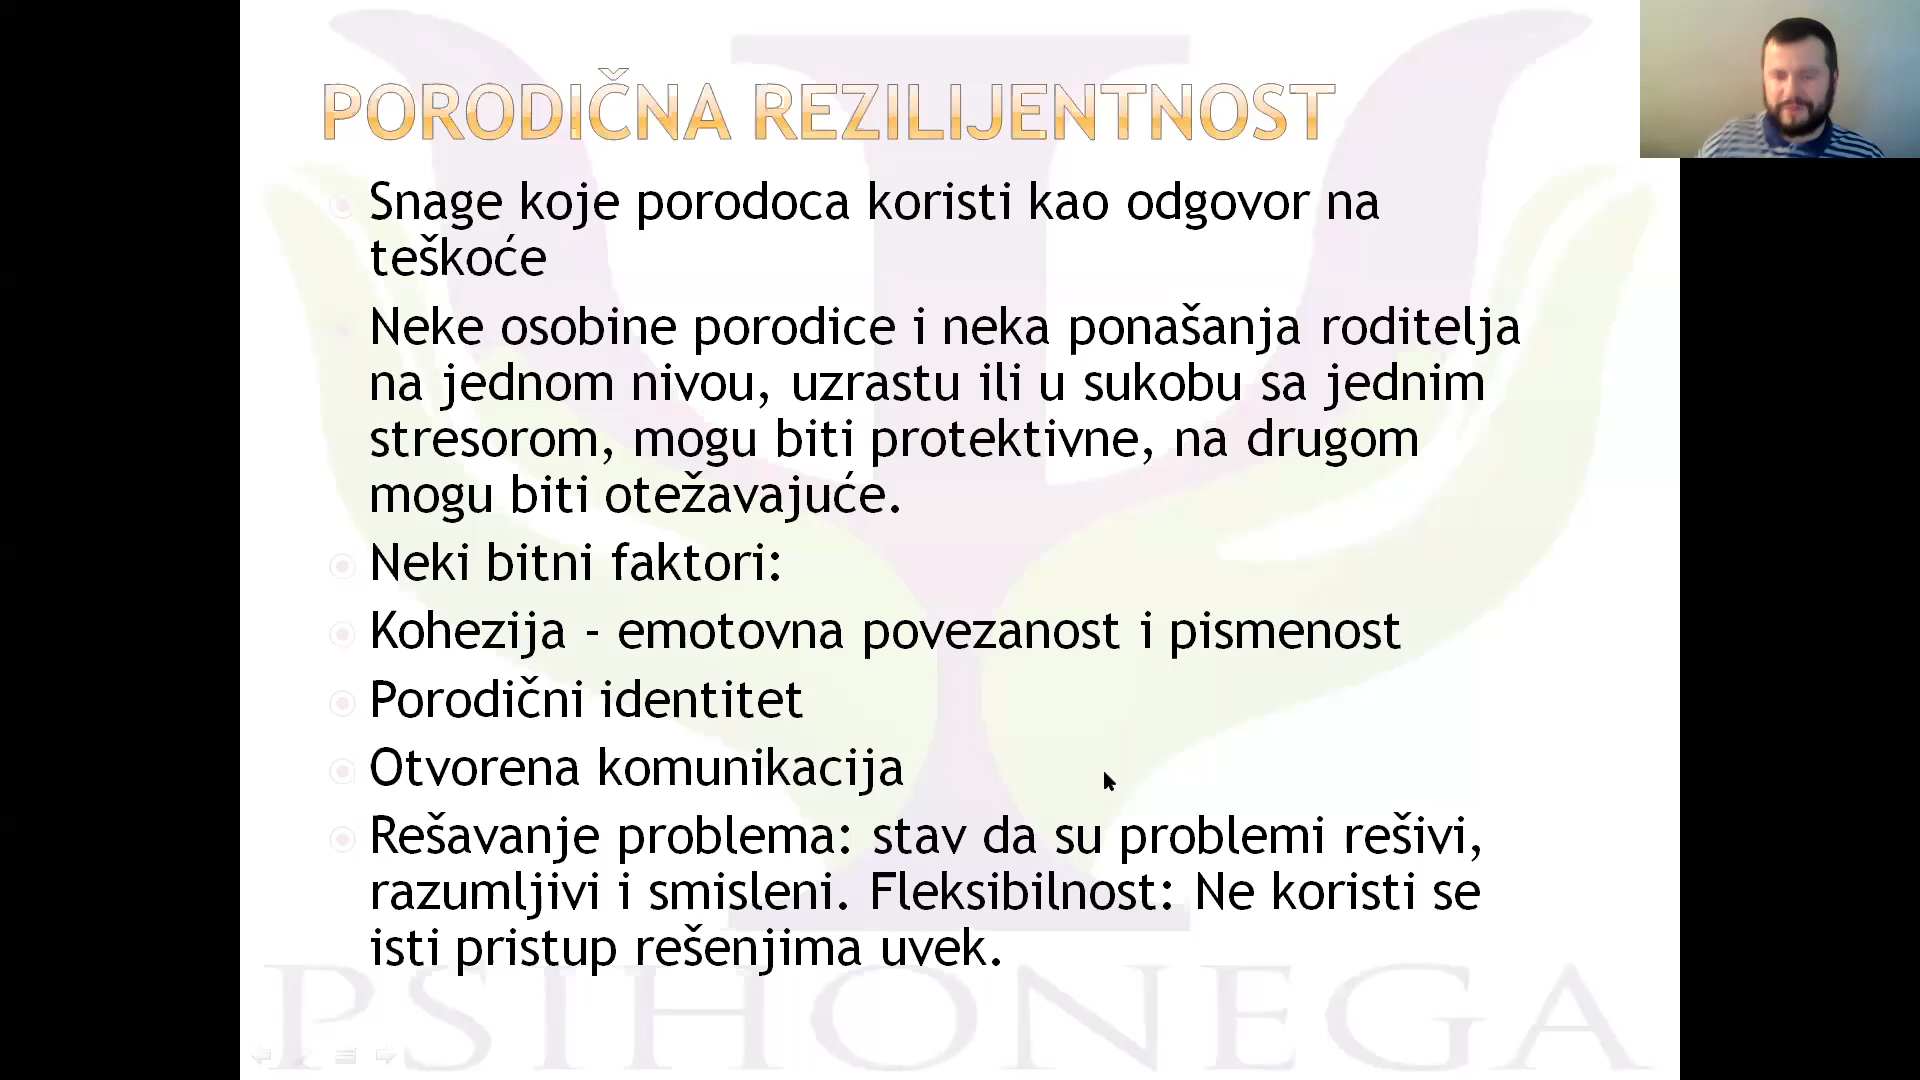 PORODIČNA REZILIJENTNOST
Snage koje porodoca koristi kao odgovor na
teškoće
Neke osobine porodice i neka ponašanja roditelja
na jednom nivou, uzrastu ili u sukobu sa jednim
stresorom, mogu biti protektivne, na drugom
mogu biti otežavajuće.
Neki bitni faktori:
Kohezija - emotovna povezanost i pismenost
Porodični identitet
Otvorena komunikacija
Rešavanje problema: stav da su problemi rešivi,
razumljivi i smisleni. Fleksibilnost: Ne koristi se
isti pristup rešenjima uvek.
PSIHONEGA